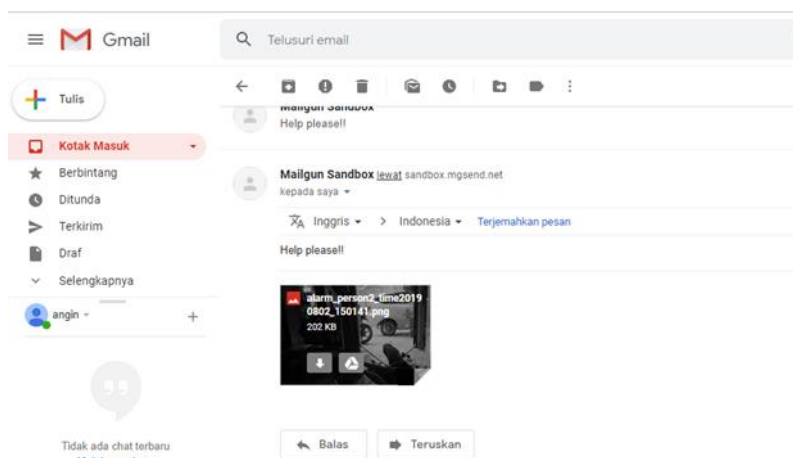 Gmail
Telusuri email
Tulis
Mailgun Sandbox
Help please!!
Kotak Masuk
Berbintang
Ditunda
Terkirim
Draf
Selengkapnya
angin
Mailgun Sandbox lewat sandbox.mgsend.net
kepada saya
Inggris > Indonesia Terjemahkan pesan
Help please!!
alarm_person2_time2019
0802_150141.png
202 KB
Tidak ada chat terbaru
Balas
Teruskan